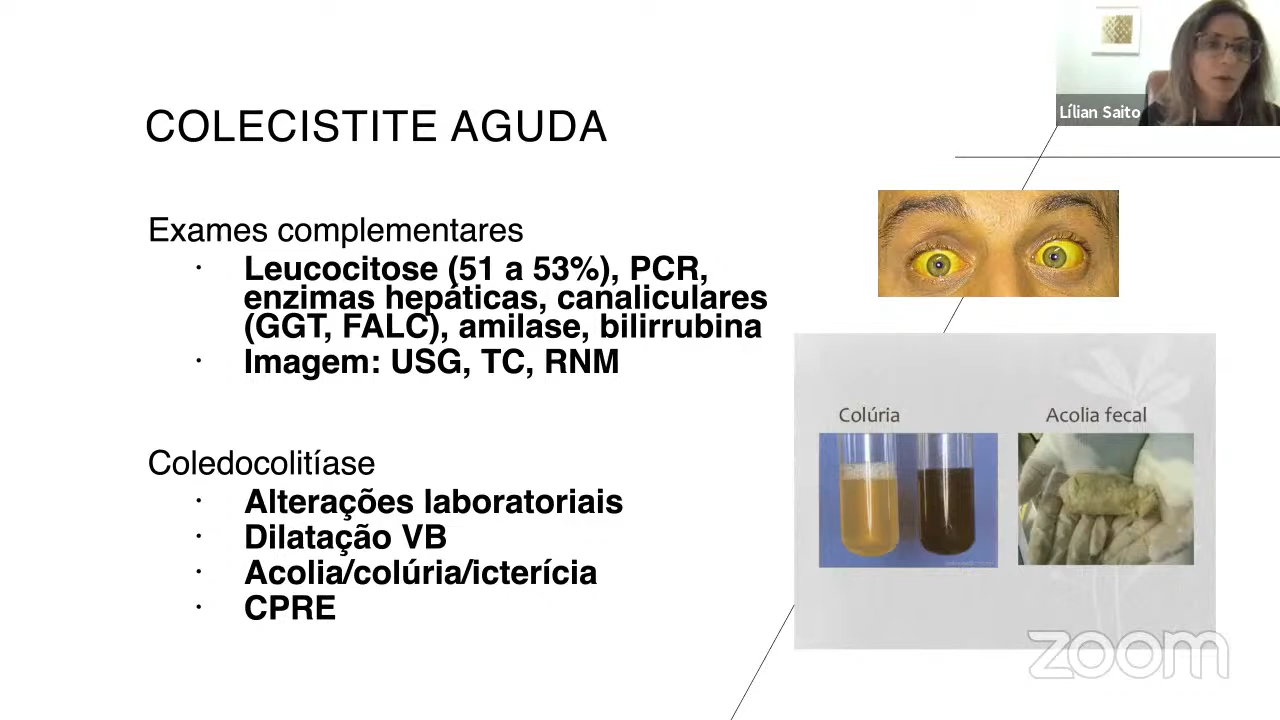 Lílian Saito
COLECISTITE AGUDA
Exames complementares
· Leucocitose (51 a 53%), PCR,
enzimas hepáticas, canaliculares
(GGT, FALC), amilase, bilirrubina
· Imagem: USG, TC, RNM
Coledocolitíase
· Alterações laboratoriais
· Dilatação VB
· Acolia/colúria/icterícia
· CPRE
Colúria
Acolia fecal
zoom